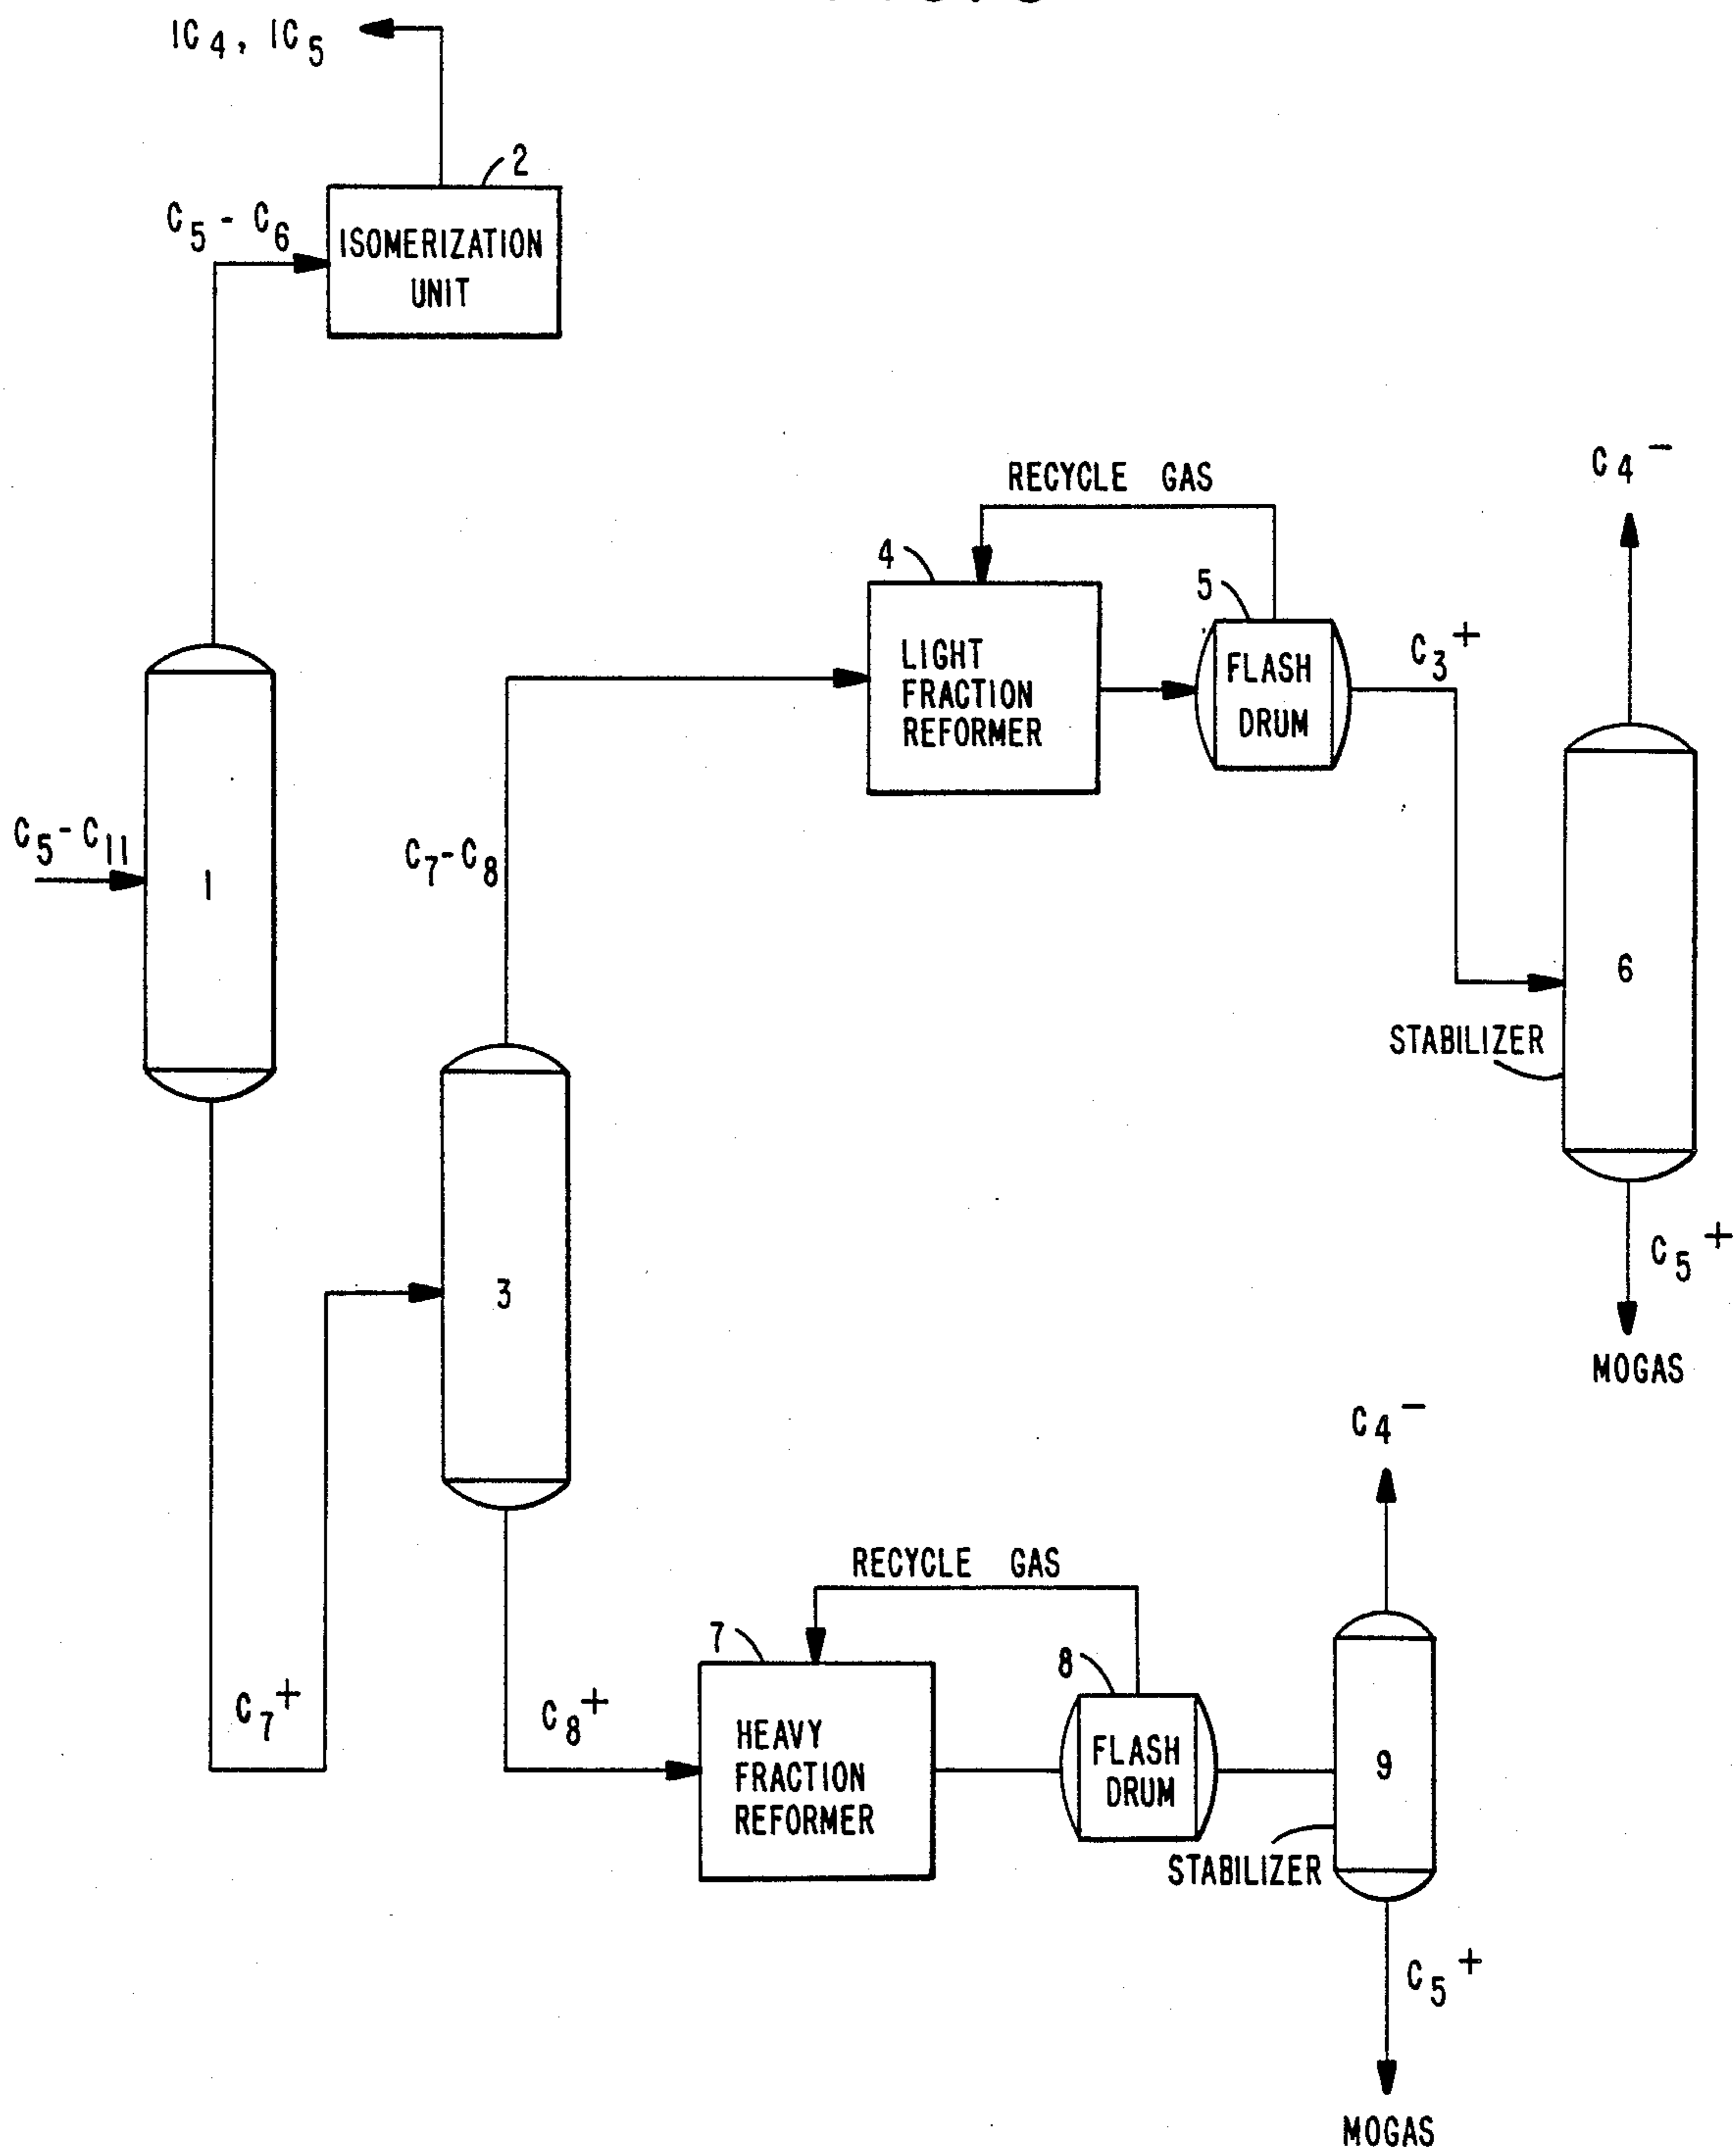 IC4, IC5
2
C5 - C6
ISOMERIZATION
UNIT
C4−
RECYCLE GAS
4
5
C3+
LIGHT
FRACTION
REFORMER
FLASH
DRUM
C5-C11
1
C7-C8
6
STABILIZER
C5+
3
MOGAS
C4−
RECYCLE GAS
7
8
C7+
C8+
HEAVY
FRACTION
REFORMER
FLASH
DRUM
9
STABILIZER
C5+
MOGAS